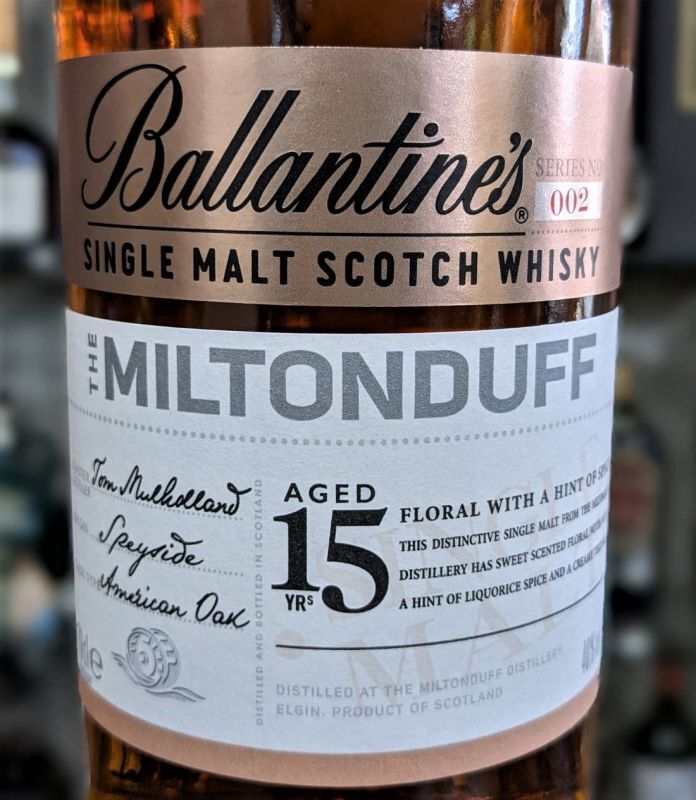 Ballantine's®
SERIES NO
002
SINGLE MALT SCOTCH WHISKY
THE MILTONDUFF
Tom Mulholland
Speyside
American Oak
DISTILLED AND BOTTLED IN SCOTLAND
AGED
15
YRS
FLORAL WITH A HINT OF
THIS DISTINCTIVE SINGLE MALT FROM THE
DISTILLERY HAS SWEET SCENTED FLORAL
A HINT OF LIQUORICE SPICE AND A
SINGLE
MALT
DISTILLED AT THE MILTONDUFF DISTILLERY,
ELGIN. PRODUCT OF SCOTLAND